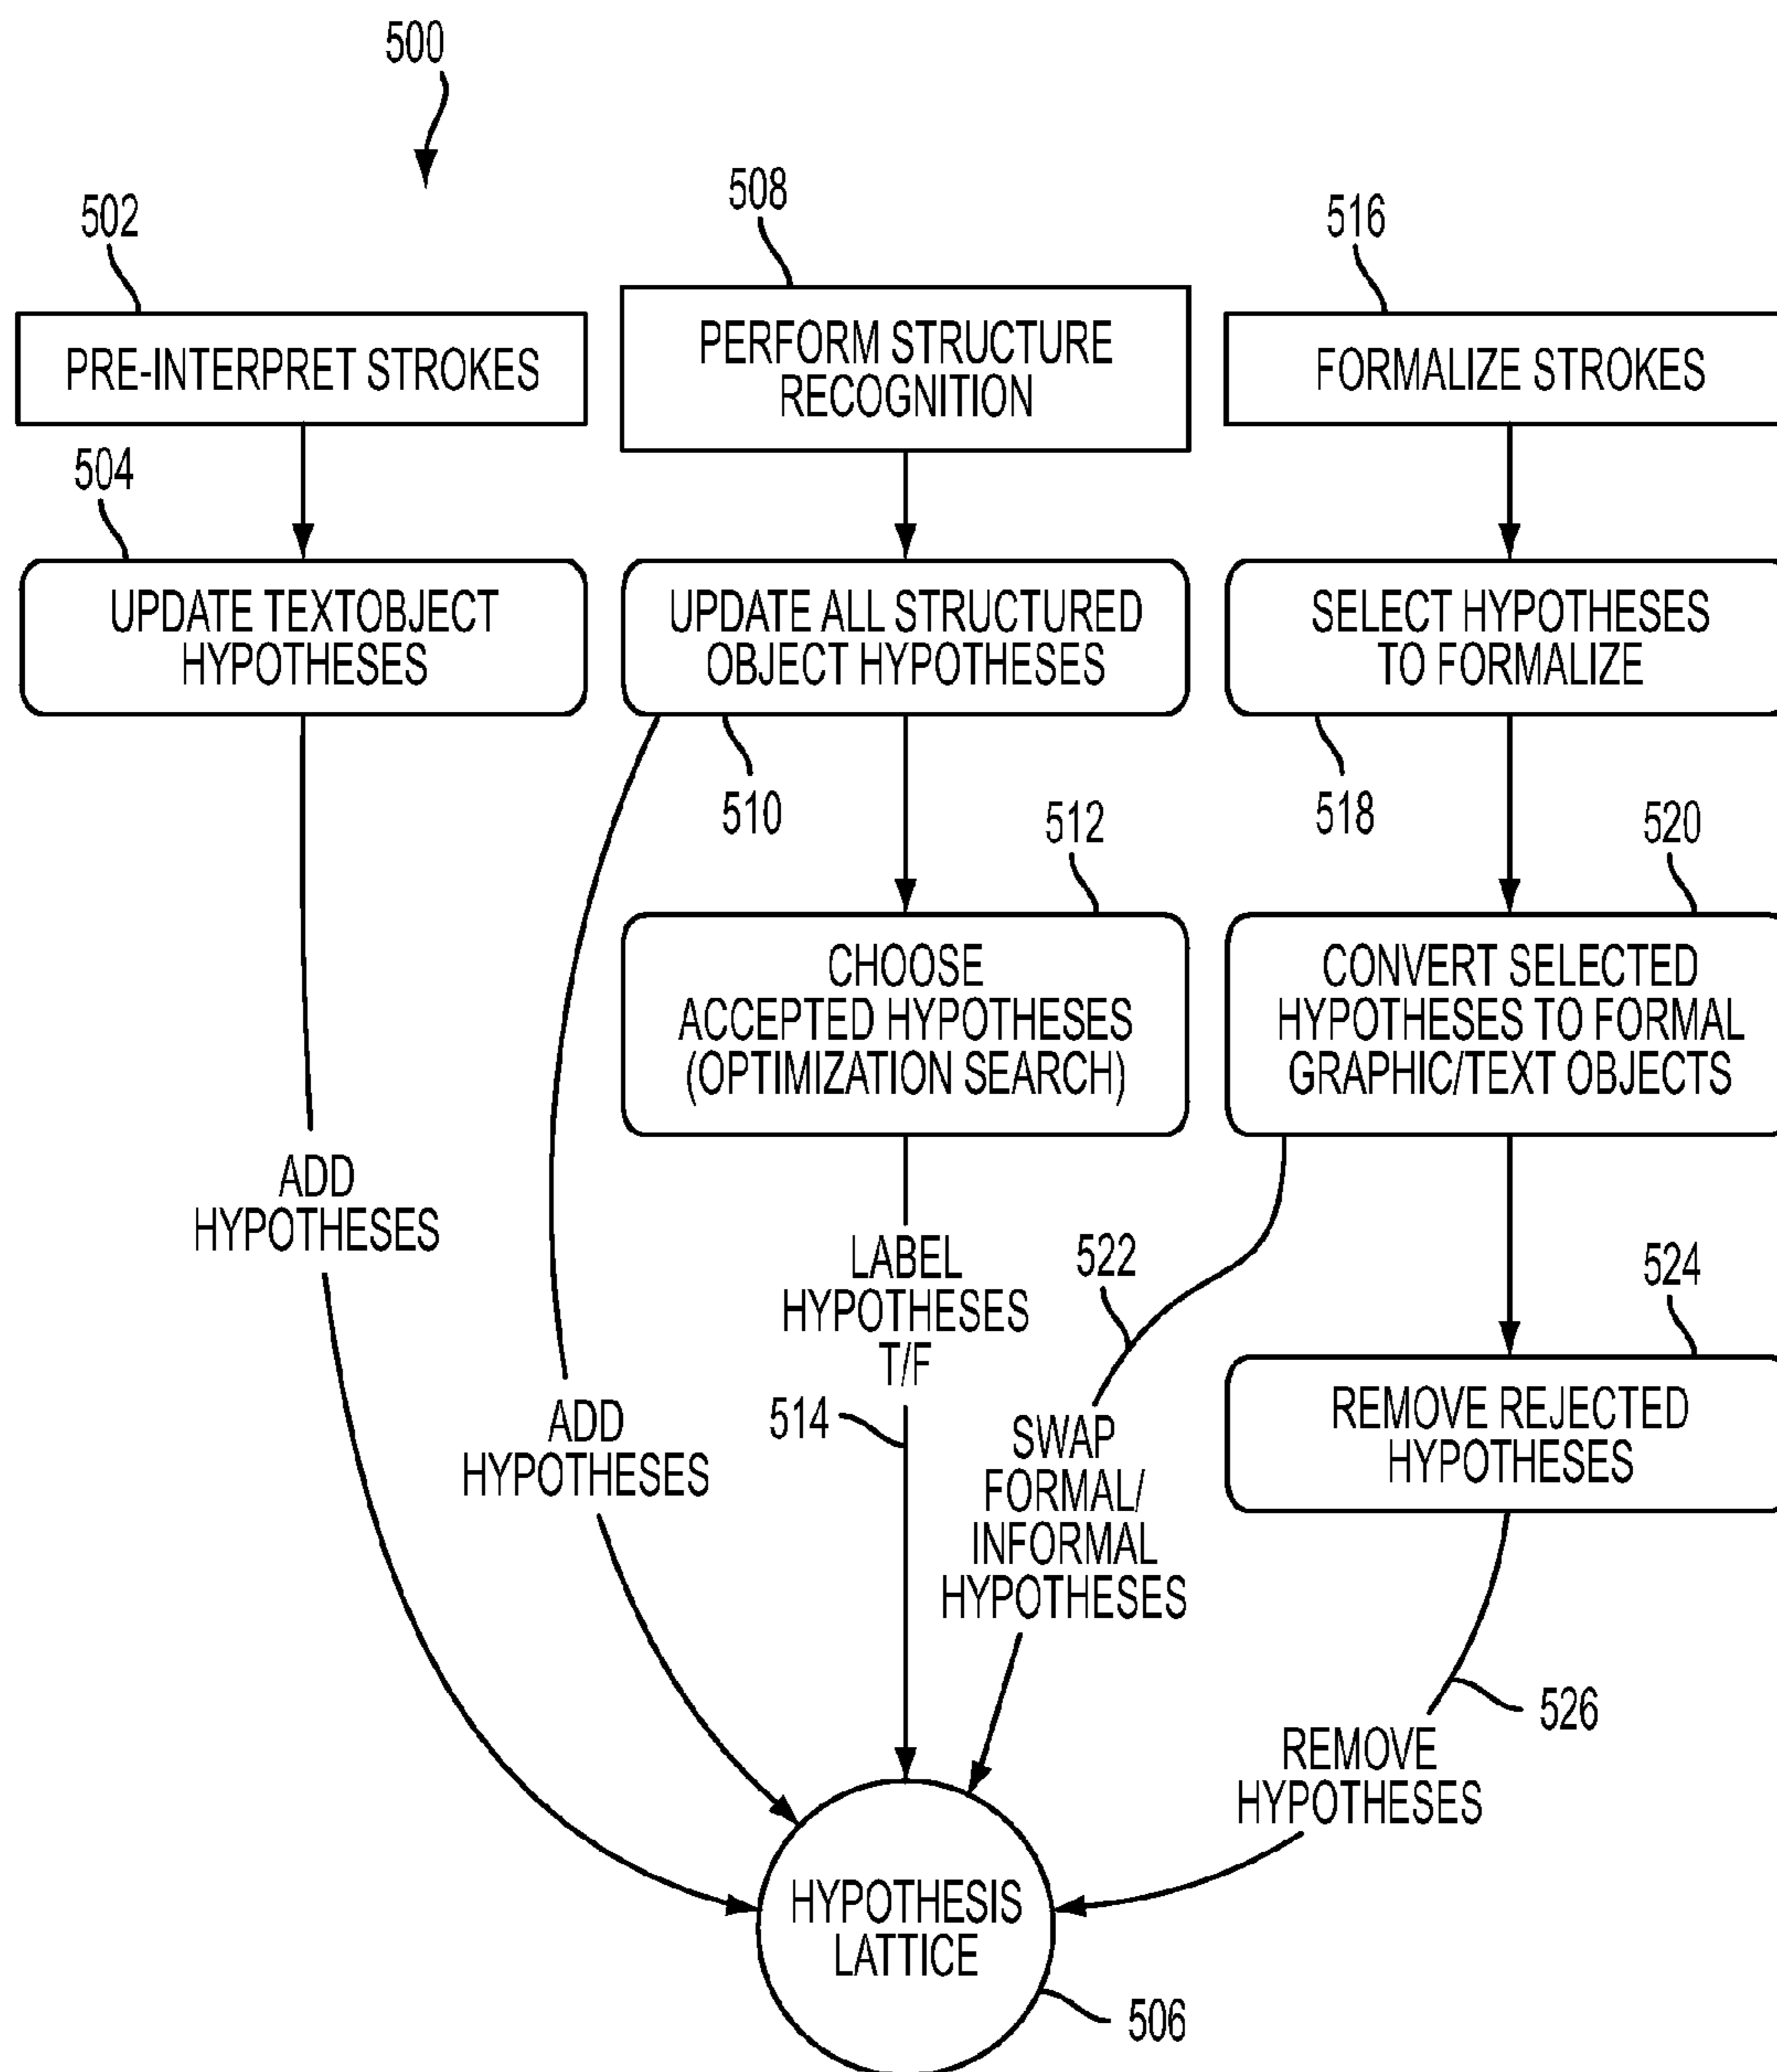 500
502
508
516
PRE-INTERPRET STROKES
PERFORM STRUCTURE
RECOGNITION
FORMALIZE STROKES
504
UPDATE TEXTOBJECT
HYPOTHESES
UPDATE ALL STRUCTURED
OBJECT HYPOTHESES
SELECT HYPOTHESES
TO FORMALIZE
510
512
518
520
CHOOSE
ACCEPTED HYPOTHESES
(OPTIMIZATION SEARCH)
CONVERT SELECTED
HYPOTHESES TO FORMAL
GRAPHIC/TEXT OBJECTS
ADD
HYPOTHESES
LABEL
HYPOTHESES
T/F
522
524
514
ADD
HYPOTHESES
SWAP
FORMAL/
INFORMAL
HYPOTHESES
REMOVE REJECTED
HYPOTHESES
526
REMOVE
HYPOTHESES
HYPOTHESIS
LATTICE
506